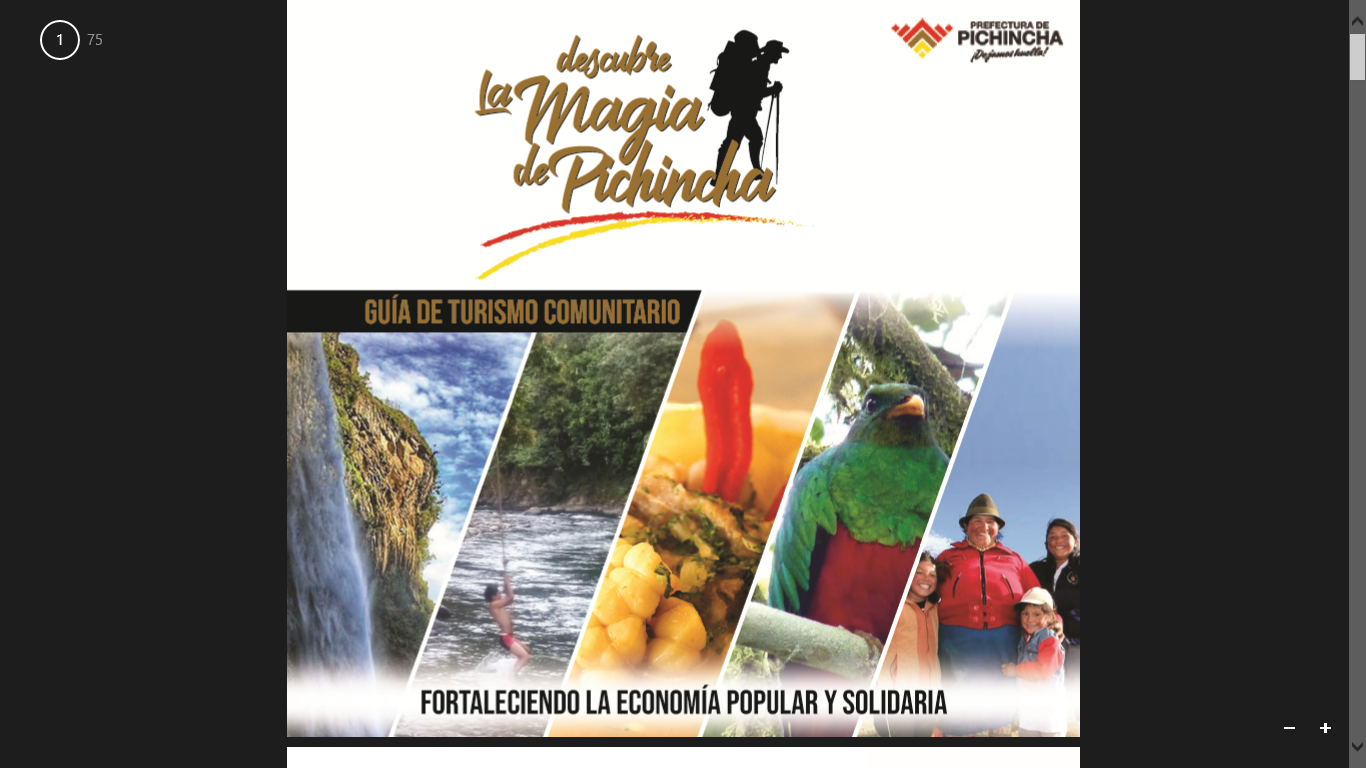 1 75
PREFECTURA DE
PICHINCHA
¡Dejamos huella!
descubre
La Magia
de Pichincha
GUÍA DE TURISMO COMUNITARIO
FORTALECIENDO LA ECONOMÍA POPULAR Y SOLIDARIA